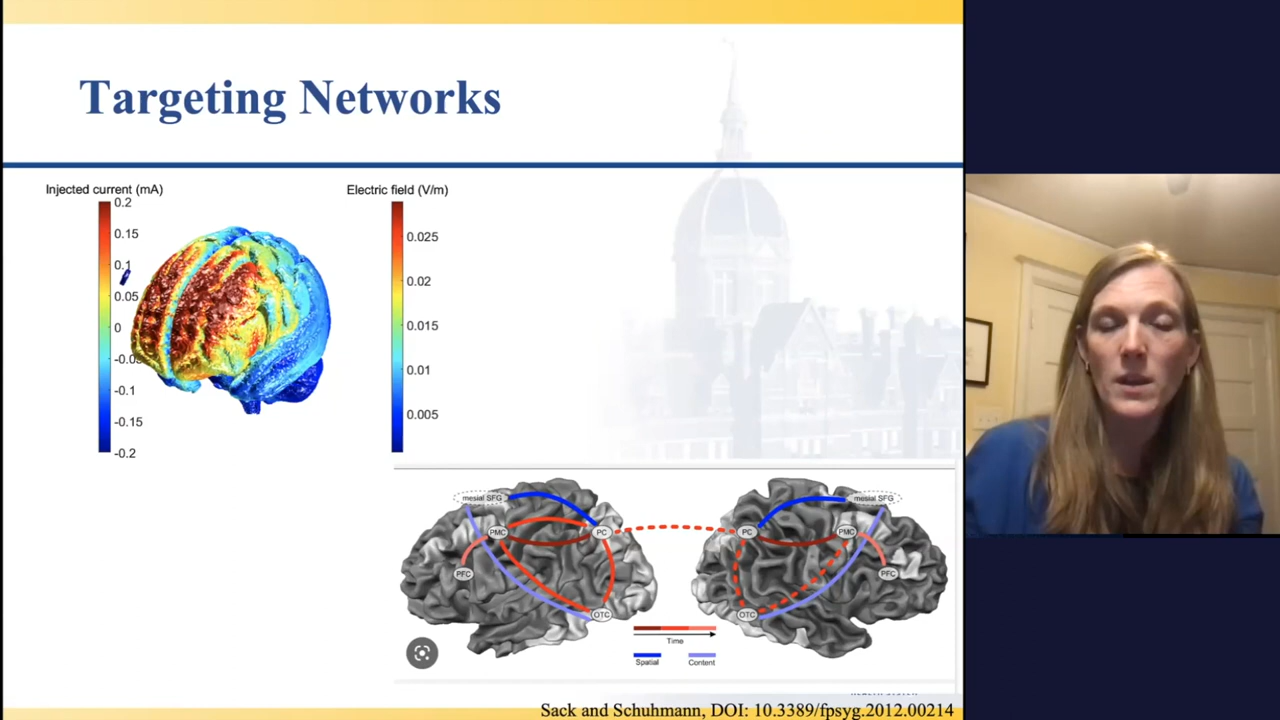 Targeting Networks
Injected current (mA)
0.2
0.15
0.1
0.05
0
-0.05
-0.1
-0.15
-0.2
Electric field (V/m)
0.025
0.02
0.015
0.01
0.005
mesial SFG
PMC
PC
PFC
OTC
mesial SFG
PC
PMC
PFC
OTC
Time
Spatial
Content
Sack and Schuhmann, DOI: 10.3389/fpsyg.2012.00214